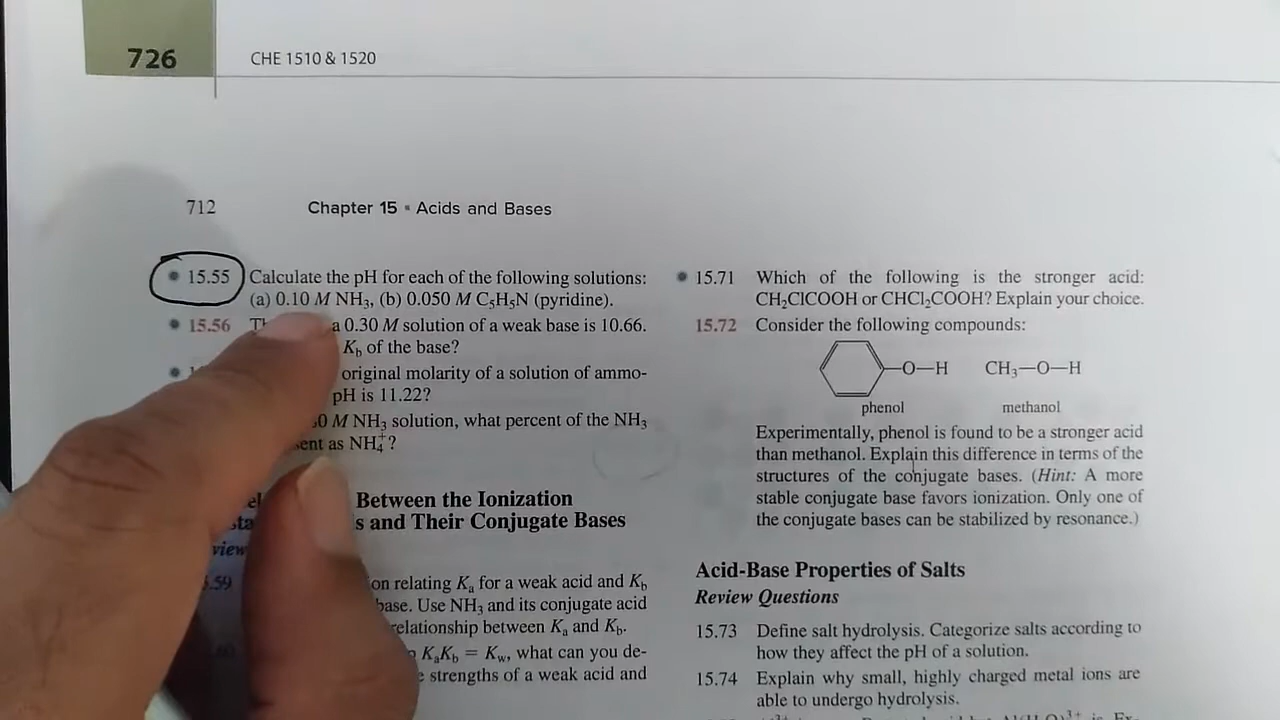 726
CHE 1510 & 1520
712 Chapter 15 • Acids and Bases
• 15.55 Calculate the pH for each of the following solutions:
(a) 0.10 M NH₃, (b) 0.050 M C₅H₅N (pyridine).
• 15.56 a 0.30 M solution of a weak base is 10.66.
K_b of the base?
• original molarity of a solution of ammo-
pH is 11.22?
0 M NH₃ solution, what percent of the NH₃
as NH₄⁺?
Between the Ionization
and Their Conjugate Bases
.59 relating Kₐ for a weak acid and K_b
base. Use NH₃ and its conjugate acid
relationship between Kₐ and K_b.
KₐK_b = K_w, what can you de-
strengths of a weak acid and
• 15.71 Which of the following is the stronger acid:
CH₂ClCOOH or CHCl₂COOH? Explain your choice.
15.72 Consider the following compounds:
O—H CH₃—O—H
phenol methanol
Experimentally, phenol is found to be a stronger acid
than methanol. Explain this difference in terms of the
structures of the conjugate bases. (Hint: A more
stable conjugate base favors ionization. Only one of
the conjugate bases can be stabilized by resonance.)
Acid-Base Properties of Salts
Review Questions
15.73 Define salt hydrolysis. Categorize salts according to
how they affect the pH of a solution.
15.74 Explain why small, highly charged metal ions are
able to undergo hydrolysis.